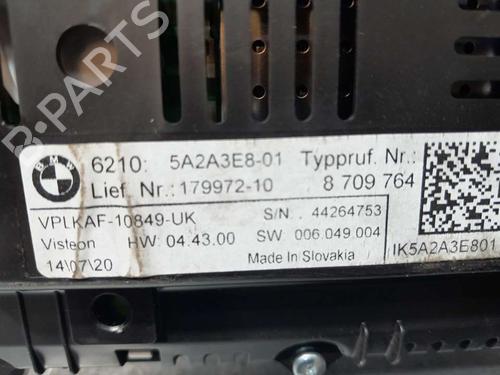 B-PARTS
BMW
6210: 5A2A3E8-01 Typpruf. Nr.:
Lief. Nr.:179972-10 8 709 764
VPLKAF-10849-UK S/N . 44264753
Visteon HW: 04.43.00 SW 006.049.004
14\07\20 Made in Slovakia IK5A2A3E801